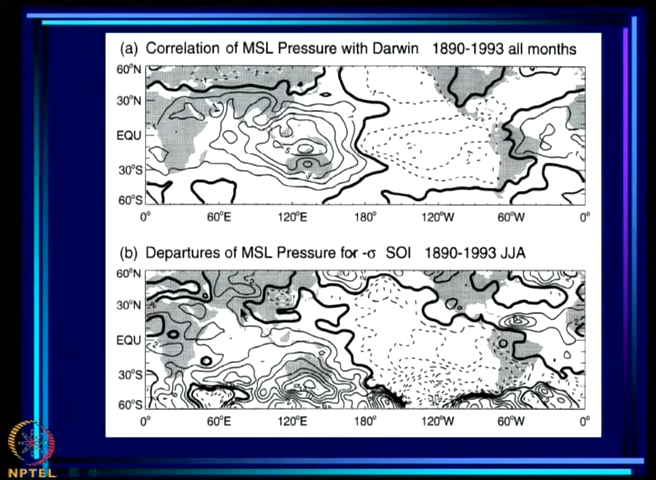 (a) Correlation of MSL Pressure with Darwin 1890-1993 all months
60°N
30°N
EQU
30°S
60°S
0° 60°E 120°E 180° 120°W 60°W 0°
(b) Departures of MSL Pressure for -σ SOI 1890-1993 JJA
60°N
30°N
EQU
30°S
60°S
0° 60°E 120°E 180° 120°W 60°W 0°
NPTEL